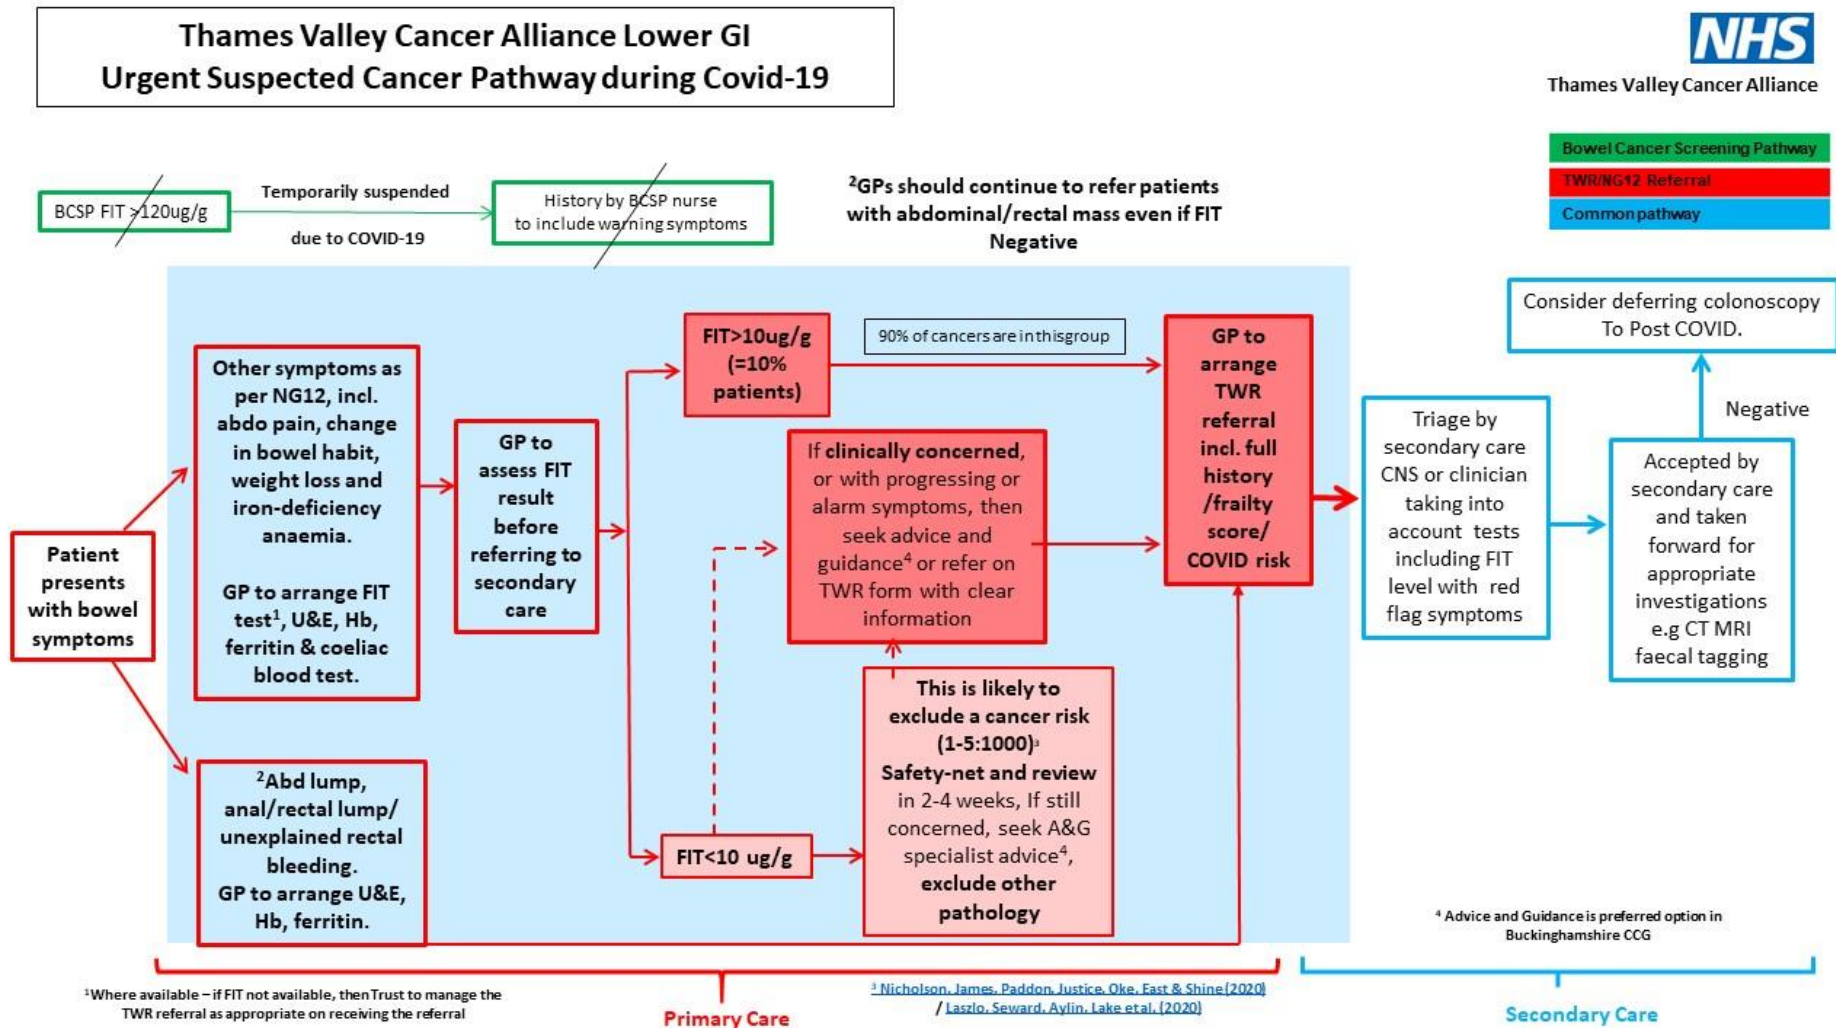 Thames Valley Cancer Alliance Lower GI
Urgent Suspected Cancer Pathway during Covid-19
NHS
Thames Valley Cancer Alliance
Bowel Cancer Screening Pathway
TWR/NG12 Referral
Common pathway
BCSP FIT >120ug/g
Temporarily suspended
due to COVID-19
History by BCSP nurse
to include warning symptoms
²GPs should continue to refer patients
with abdominal/rectal mass even if FIT
Negative
Patient
presents
with bowel
symptoms
Other symptoms as
per NG12, incl.
abdo pain, change
in bowel habit,
weight loss and
iron-deficiency
anaemia.
GP to arrange FIT
test¹, U&E, Hb,
ferritin & coeliac
blood test.
²Abd lump,
anal/rectal lump/
unexplained rectal
bleeding.
GP to arrange U&E,
Hb, ferritin.
GP to
assess FIT
result
before
referring to
secondary
care
FIT>10ug/g
(=10%
patients)
90% of cancers are in thisgroup
If clinically concerned,
or with progressing or
alarm symptoms, then
seek advice and
guidance⁴ or refer on
TWR form with clear
information
FIT<10 ug/g
This is likely to
exclude a cancer risk
(1-5:1000)³
Safety-net and review
in 2-4 weeks, If still
concerned, seek A&G
specialist advice⁴,
exclude other
pathology
GP to
arrange
TWR
referral
incl. full
history
/frailty
score/
COVID risk
Triage by
secondary care
CNS or clinician
taking into
account tests
including FIT
level with red
flag symptoms
Accepted by
secondary care
and taken
forward for
appropriate
investigations
e.g CT MRI
faecal tagging
Negative
Consider deferring colonoscopy
To Post COVID.
⁴ Advice and Guidance is preferred option in
Buckinghamshire CCG
¹Where available – if FIT not available, then Trust to manage the
TWR referral as appropriate on receiving the referral
Primary Care
³ Nicholson, James, Paddon, Justice, Oke, East & Shine (2020)
/ Laszlo, Seward, Aylin, Lake et al, (2020)
Secondary Care